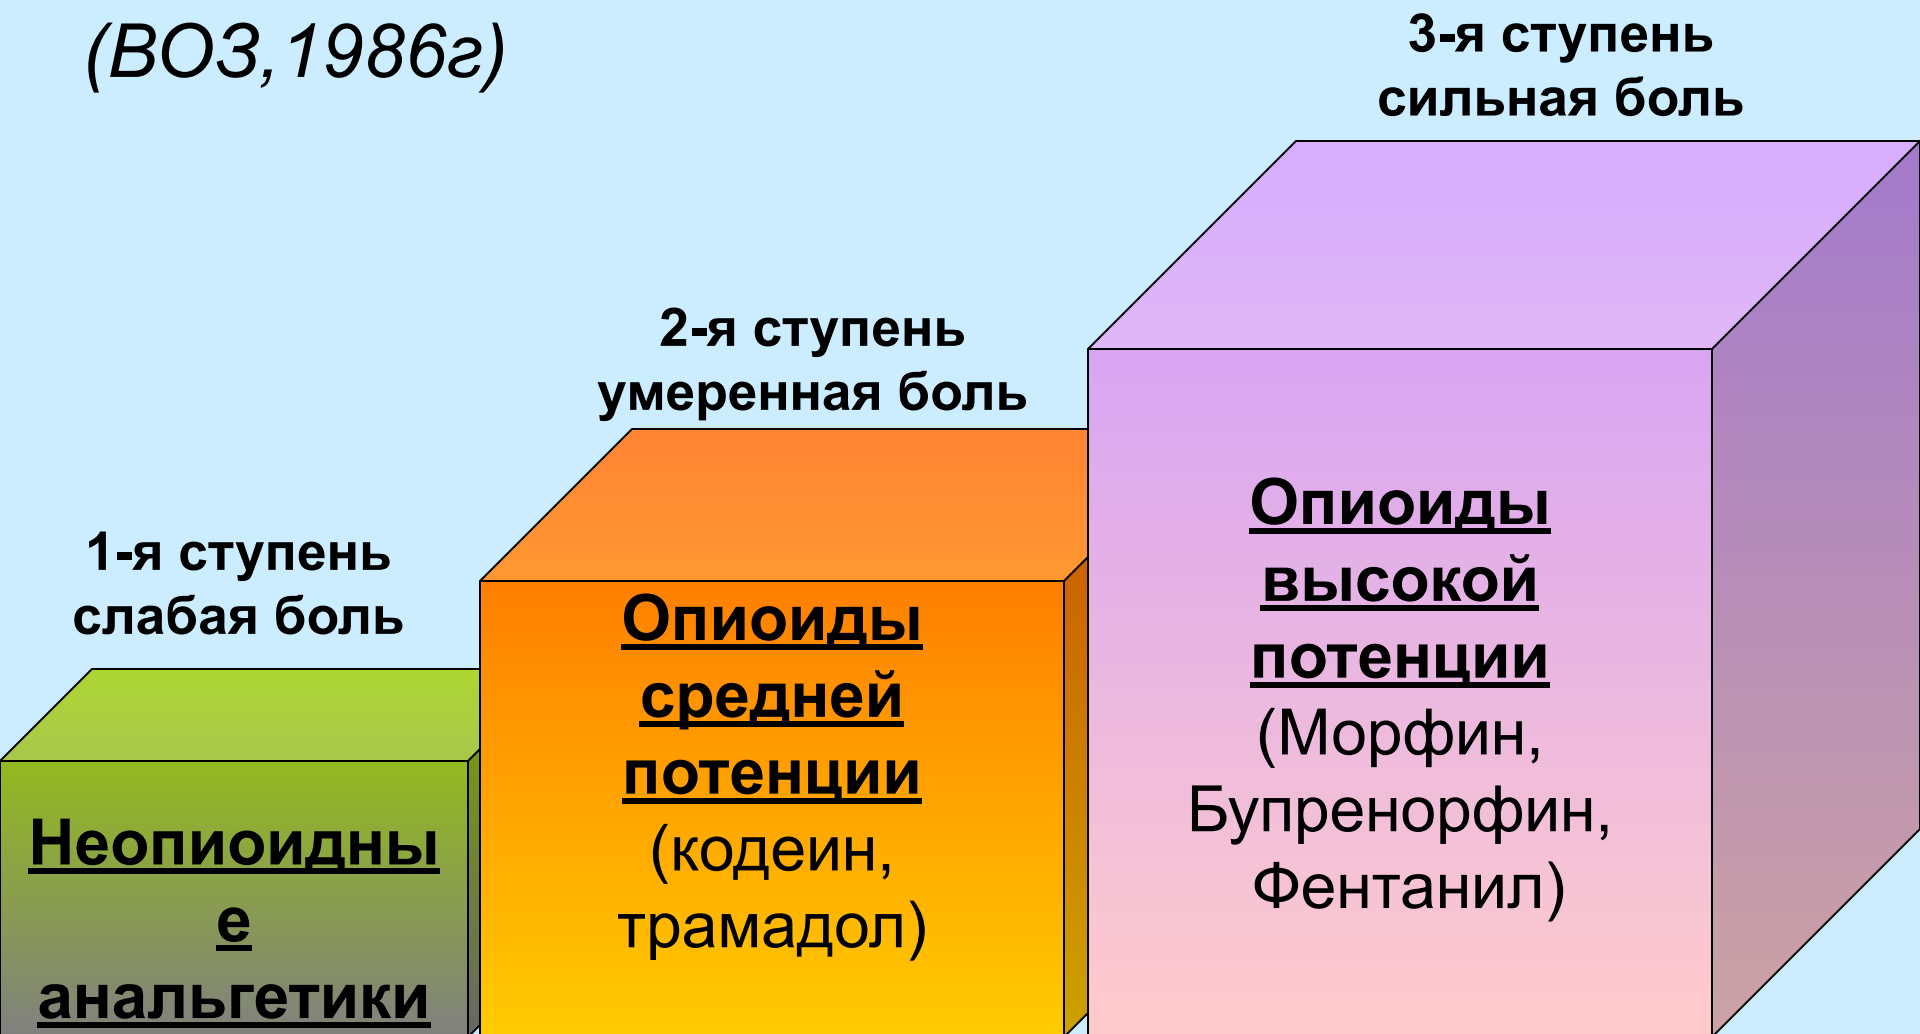 (ВОЗ,1986г)
3-я ступень
сильная боль
2-я ступень
умеренная боль
1-я ступень
слабая боль
Неопиоидны
е
анальгетики
Опиоиды
средней
потенции
(кодеин,
трамадол)
Опиоиды
высокой
потенции
(Морфин,
Бупренорфин,
Фентанил)